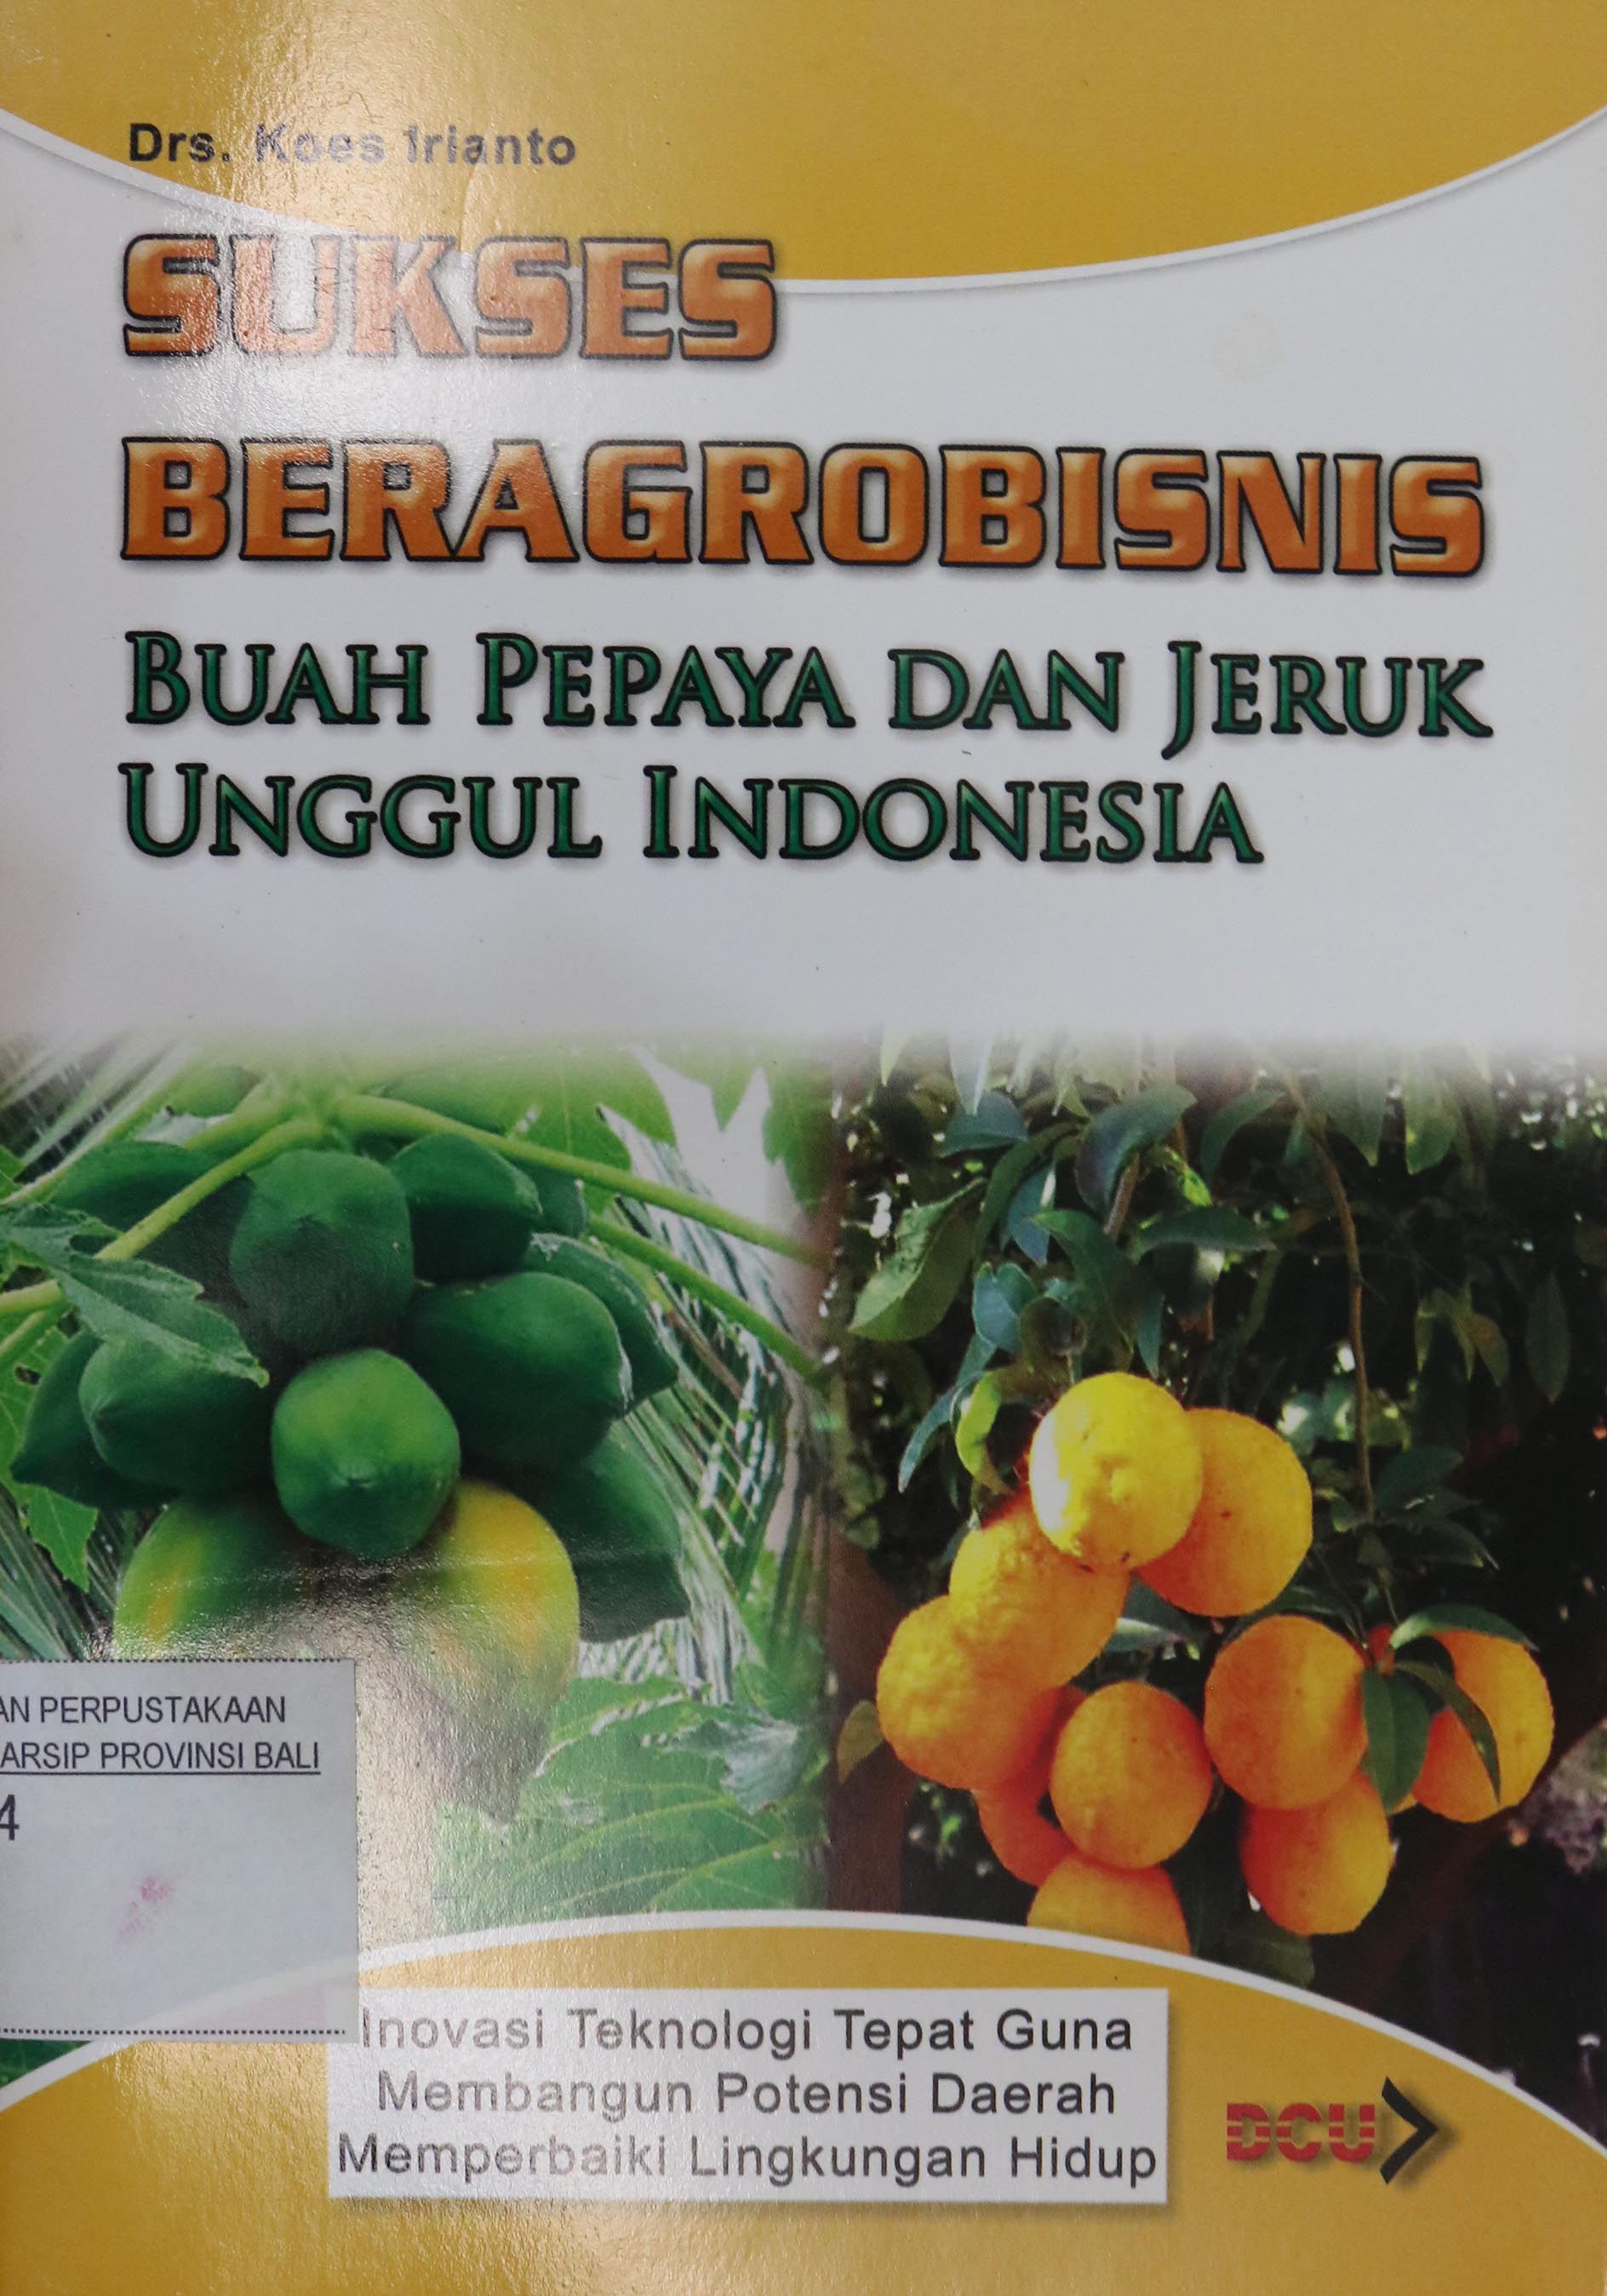 Drs. Koes Irianto
SUKSES
BERAGROBISNIS
BUAH PEPAYA DAN JERUK
UNGGUL INDONESIA
AN PERPUSTAKAAN
ARSIP PROVINSI BALI
4
Inovasi Teknologi Tepat Guna
Membangun Potensi Daerah
Memperbaiki Lingkungan Hidup
DCU